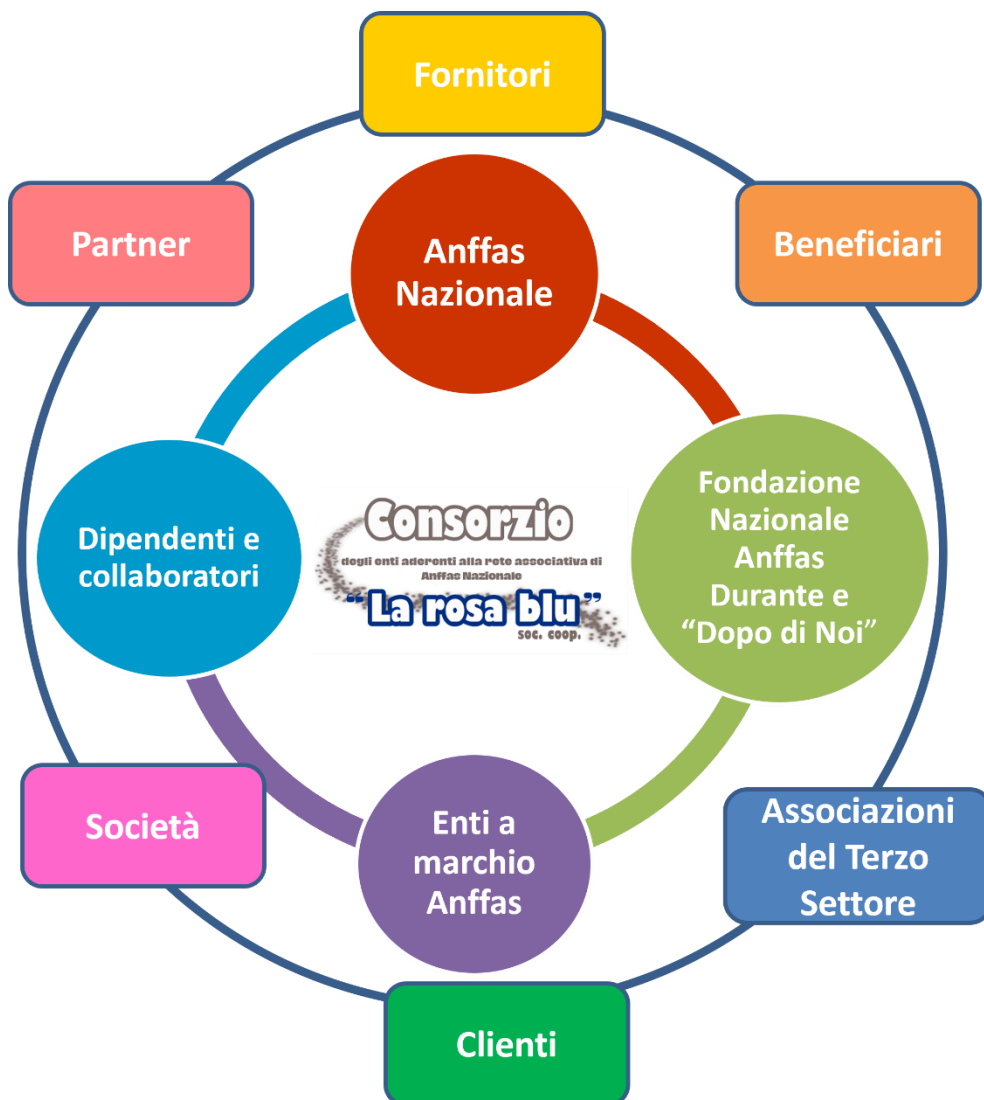 Fornitori
Partner
Beneficiari
Anffas
Nazionale
Dipendenti e
collaboratori
Consorzio
degli enti aderenti alla rete associativa di
Anffas Nazionale
“La rosa blu”
soc. coop.
Fondazione
Nazionale
Anffas
Durante e
“Dopo di Noi”
Società
Enti a
marchio
Anffas
Associazioni
del Terzo
Settore
Clienti